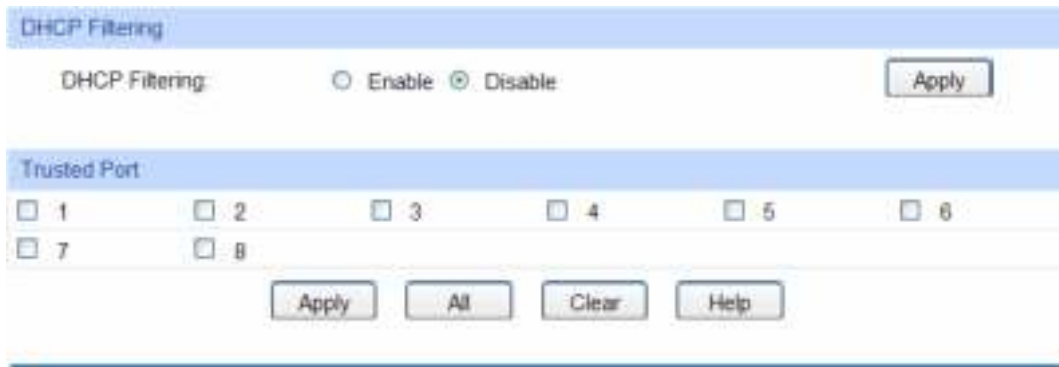 DHCP Filtering
DHCP Filtering: Enable Disable Apply
Trusted Port
1 2 3 4 5 6
7 8
Apply All Clear Help